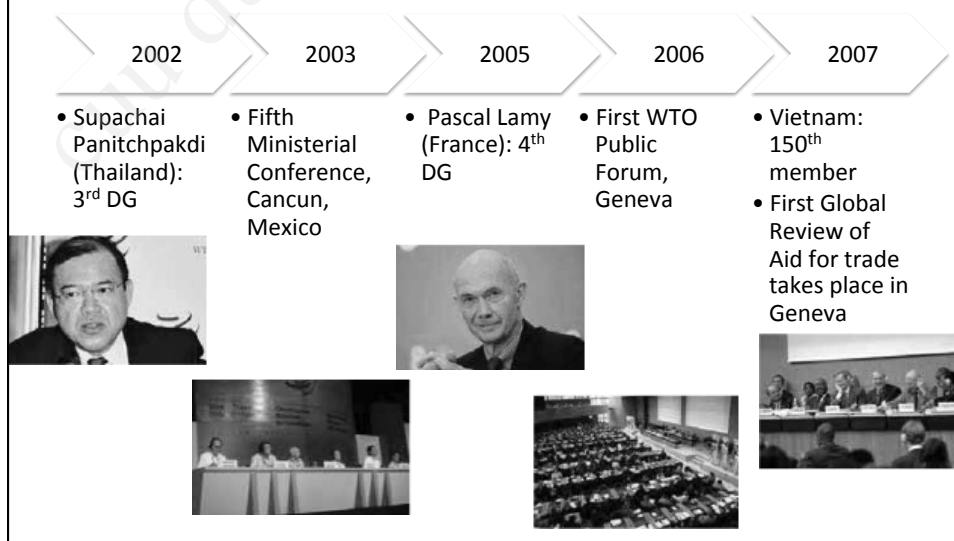 2002
2003
2005
2006
2007
• Supachai
Panitchpakdi
(Thailand):
3rd DG
• Fifth
Ministerial
Conference,
Cancun,
Mexico
• Pascal Lamy
(France): 4th
DG
• First WTO
Public
Forum,
Geneva
• Vietnam:
150th
member
• First Global
Review of
Aid for trade
takes place in
Geneva